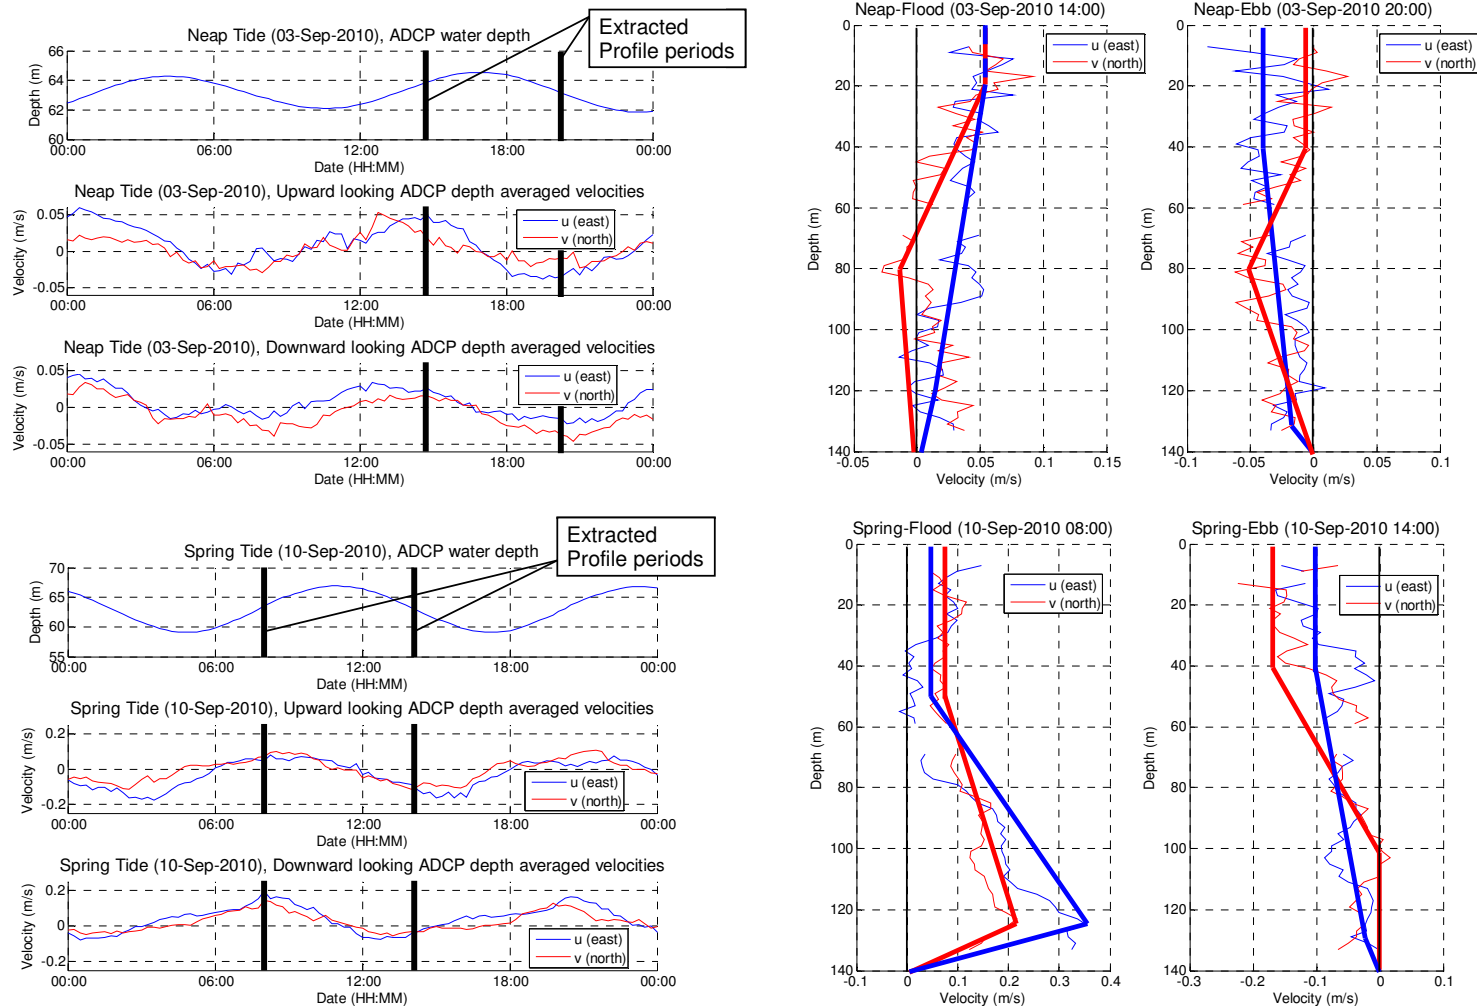 Neap Tide (03-Sep-2010), ADCP water depth
Extracted
Profile periods
66
64
62
60
Depth (m)
00:00 06:00 12:00 18:00 00:00
Date (HH:MM)
Neap Tide (03-Sep-2010), Upward looking ADCP depth averaged velocities
0.05
0
-0.05
Velocity (m/s)
u (east)
v (north)
00:00 06:00 12:00 18:00 00:00
Date (HH:MM)
Neap Tide (03-Sep-2010), Downward looking ADCP depth averaged velocities
0.05
0
-0.05
Velocity (m/s)
u (east)
v (north)
00:00 06:00 12:00 18:00 00:00
Date (HH:MM)
Neap-Flood (03-Sep-2010 14:00)
0
20
40
60
80
100
120
140
Depth (m)
u (east)
v (north)
-0.05 0 0.05 0.1 0.15
Velocity (m/s)
Neap-Ebb (03-Sep-2010 20:00)
0
20
40
60
80
100
120
140
Depth (m)
u (east)
v (north)
-0.1 -0.05 0 0.05 0.1
Velocity (m/s)
Spring Tide (10-Sep-2010), ADCP water depth
Extracted
Profile periods
70
65
60
55
Depth (m)
00:00 06:00 12:00 18:00 00:00
Date (HH:MM)
Spring Tide (10-Sep-2010), Upward looking ADCP depth averaged velocities
0.2
0
-0.2
Velocity (m/s)
u (east)
v (north)
00:00 06:00 12:00 18:00 00:00
Date (HH:MM)
Spring Tide (10-Sep-2010), Downward looking ADCP depth averaged velocities
0.2
0
-0.2
Velocity (m/s)
u (east)
v (north)
00:00 06:00 12:00 18:00 00:00
Date (HH:MM)
Spring-Flood (10-Sep-2010 08:00)
0
20
40
60
80
100
120
140
Depth (m)
u (east)
v (north)
-0.1 0 0.1 0.2 0.3 0.4
Velocity (m/s)
Spring-Ebb (10-Sep-2010 14:00)
0
20
40
60
80
100
120
140
Depth (m)
u (east)
v (north)
-0.3 -0.2 -0.1 0 0.1
Velocity (m/s)